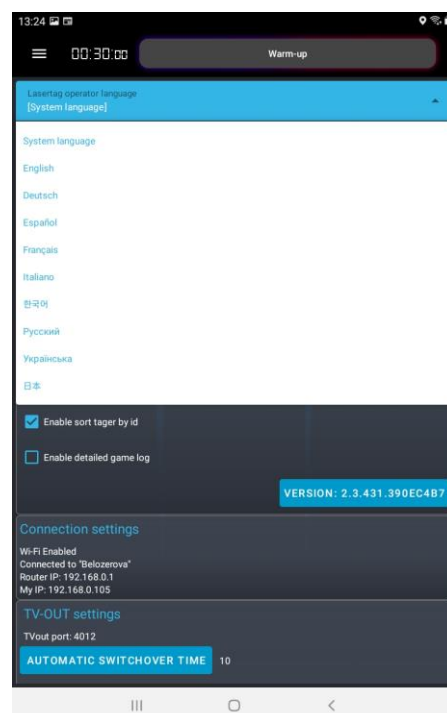 13:24
00:30:00
Warm-up
Lasertag operator language
[System language]
System language
English
Deutsch
Español
Français
Italiano
한국어
Русский
Українська
日本
Enable sort tager by id
Enable detailed game log
VERSION: 2.3.431.390EC4B7
Connection settings
Wi-Fi Enabled
Connected to "Belozerova"
Router IP: 192.168.0.1
My IP: 192.168.0.105
TV-OUT settings
TVout port: 4012
AUTOMATIC SWITCHOVER TIME 10